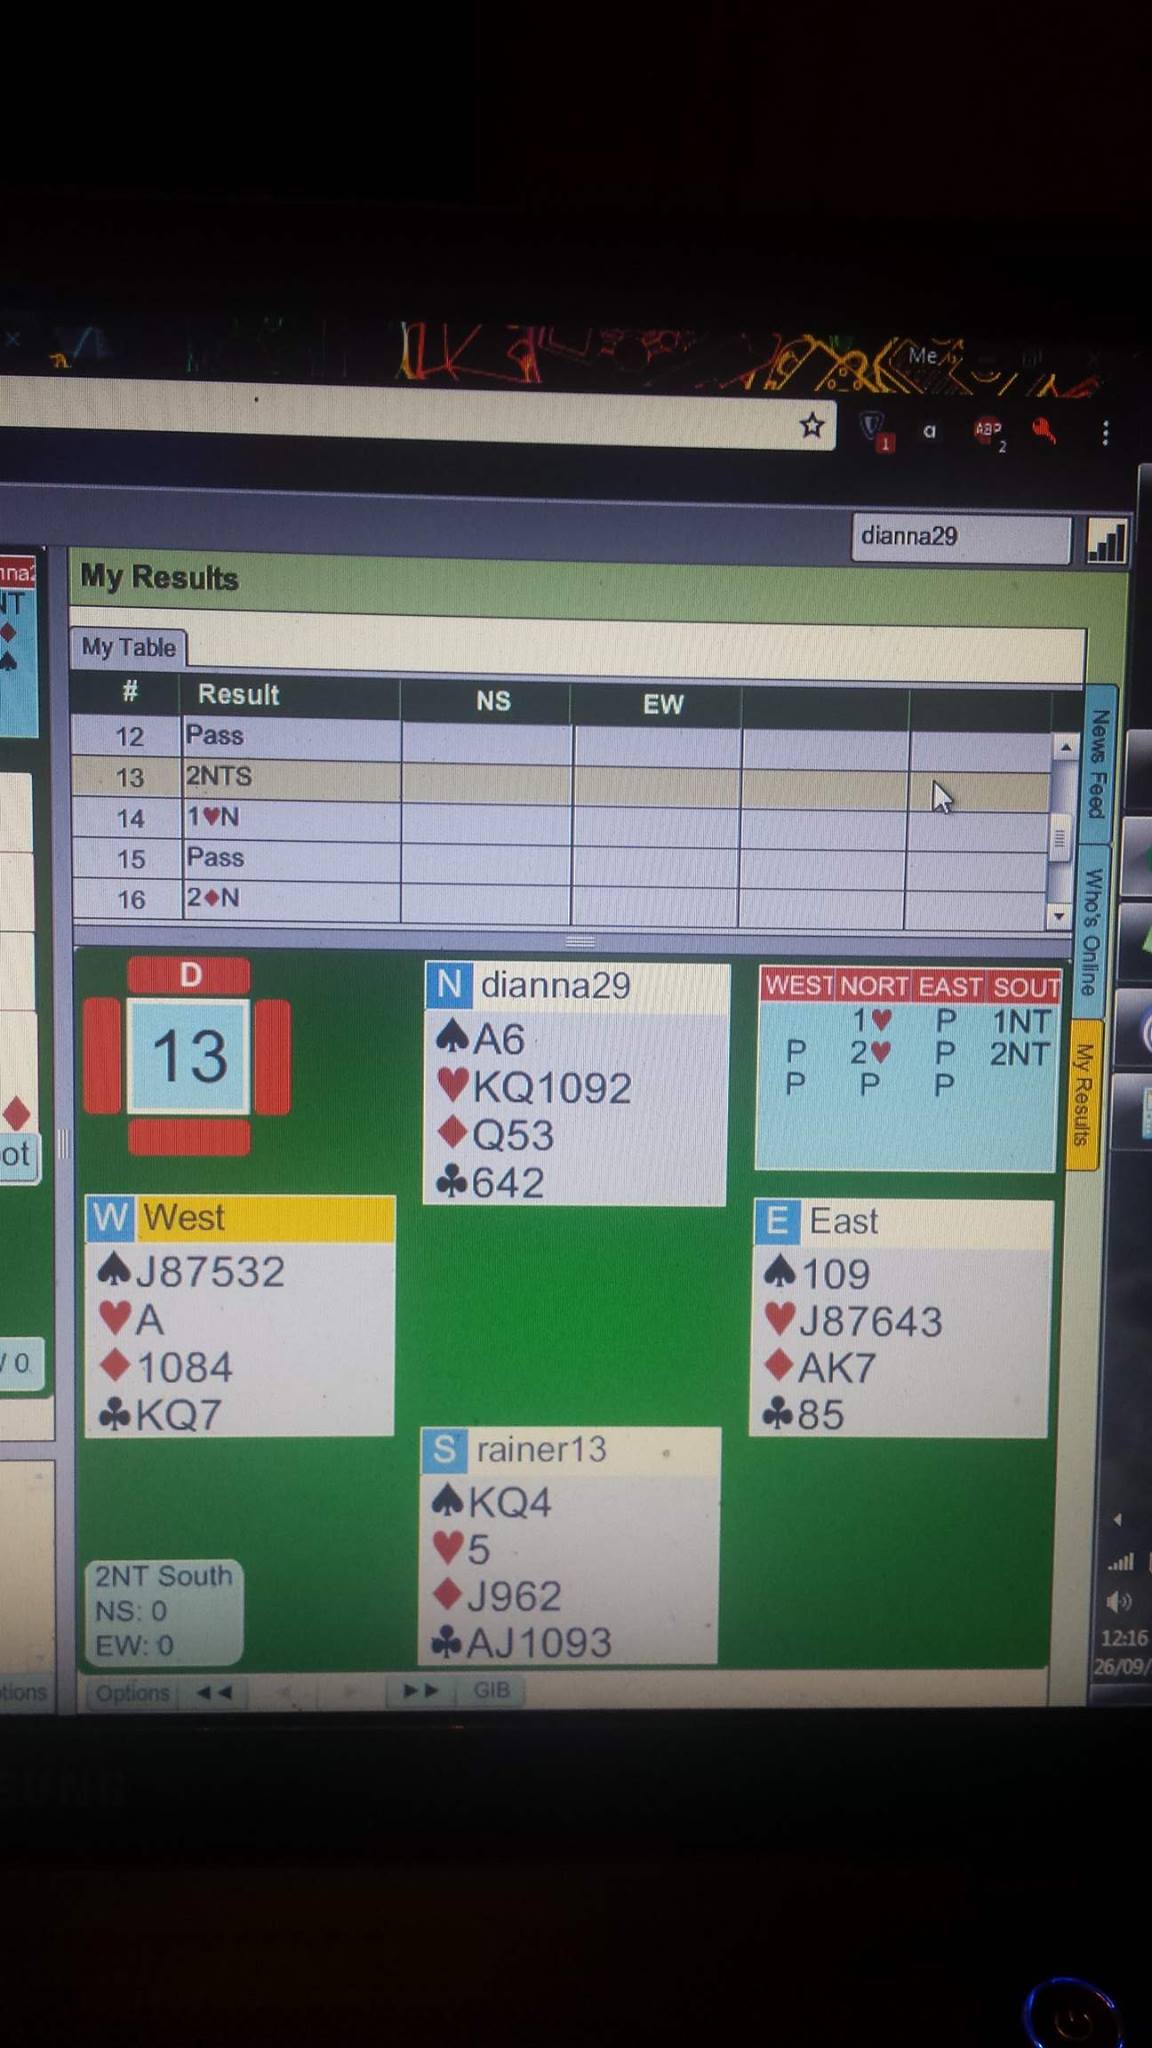 Me
1
a
ABP
2
dianna29
My Results
My Table
# Result NS EW
12 Pass
13 2NTS
14 1♥N
15 Pass
16 2♦N
News Feed
Who's Online
My Results
D
13
N dianna29
♠A6
♥KQ1092
♦Q53
♣642
WEST NORT EAST SOUT
1♥ P 1NT
P 2♥ P 2NT
P P P
W West
♠J87532
♥A
♦1084
♣KQ7
E East
♠109
♥J87643
♦AK7
♣85
S rainer13
♠KQ4
♥5
♦J962
♣AJ1093
2NT South
NS: 0
EW: 0
Options GIB
12:16
26/09/